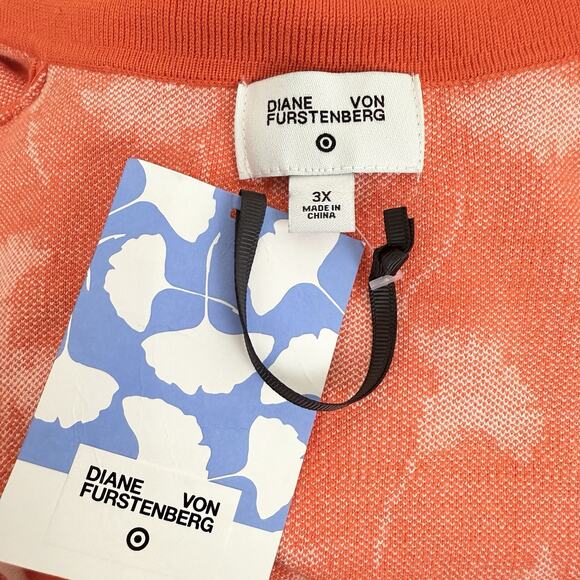 DIANE VON
FURSTENBERG
3X
MADE IN
CHINA
DIANE VON
FURSTENBERG